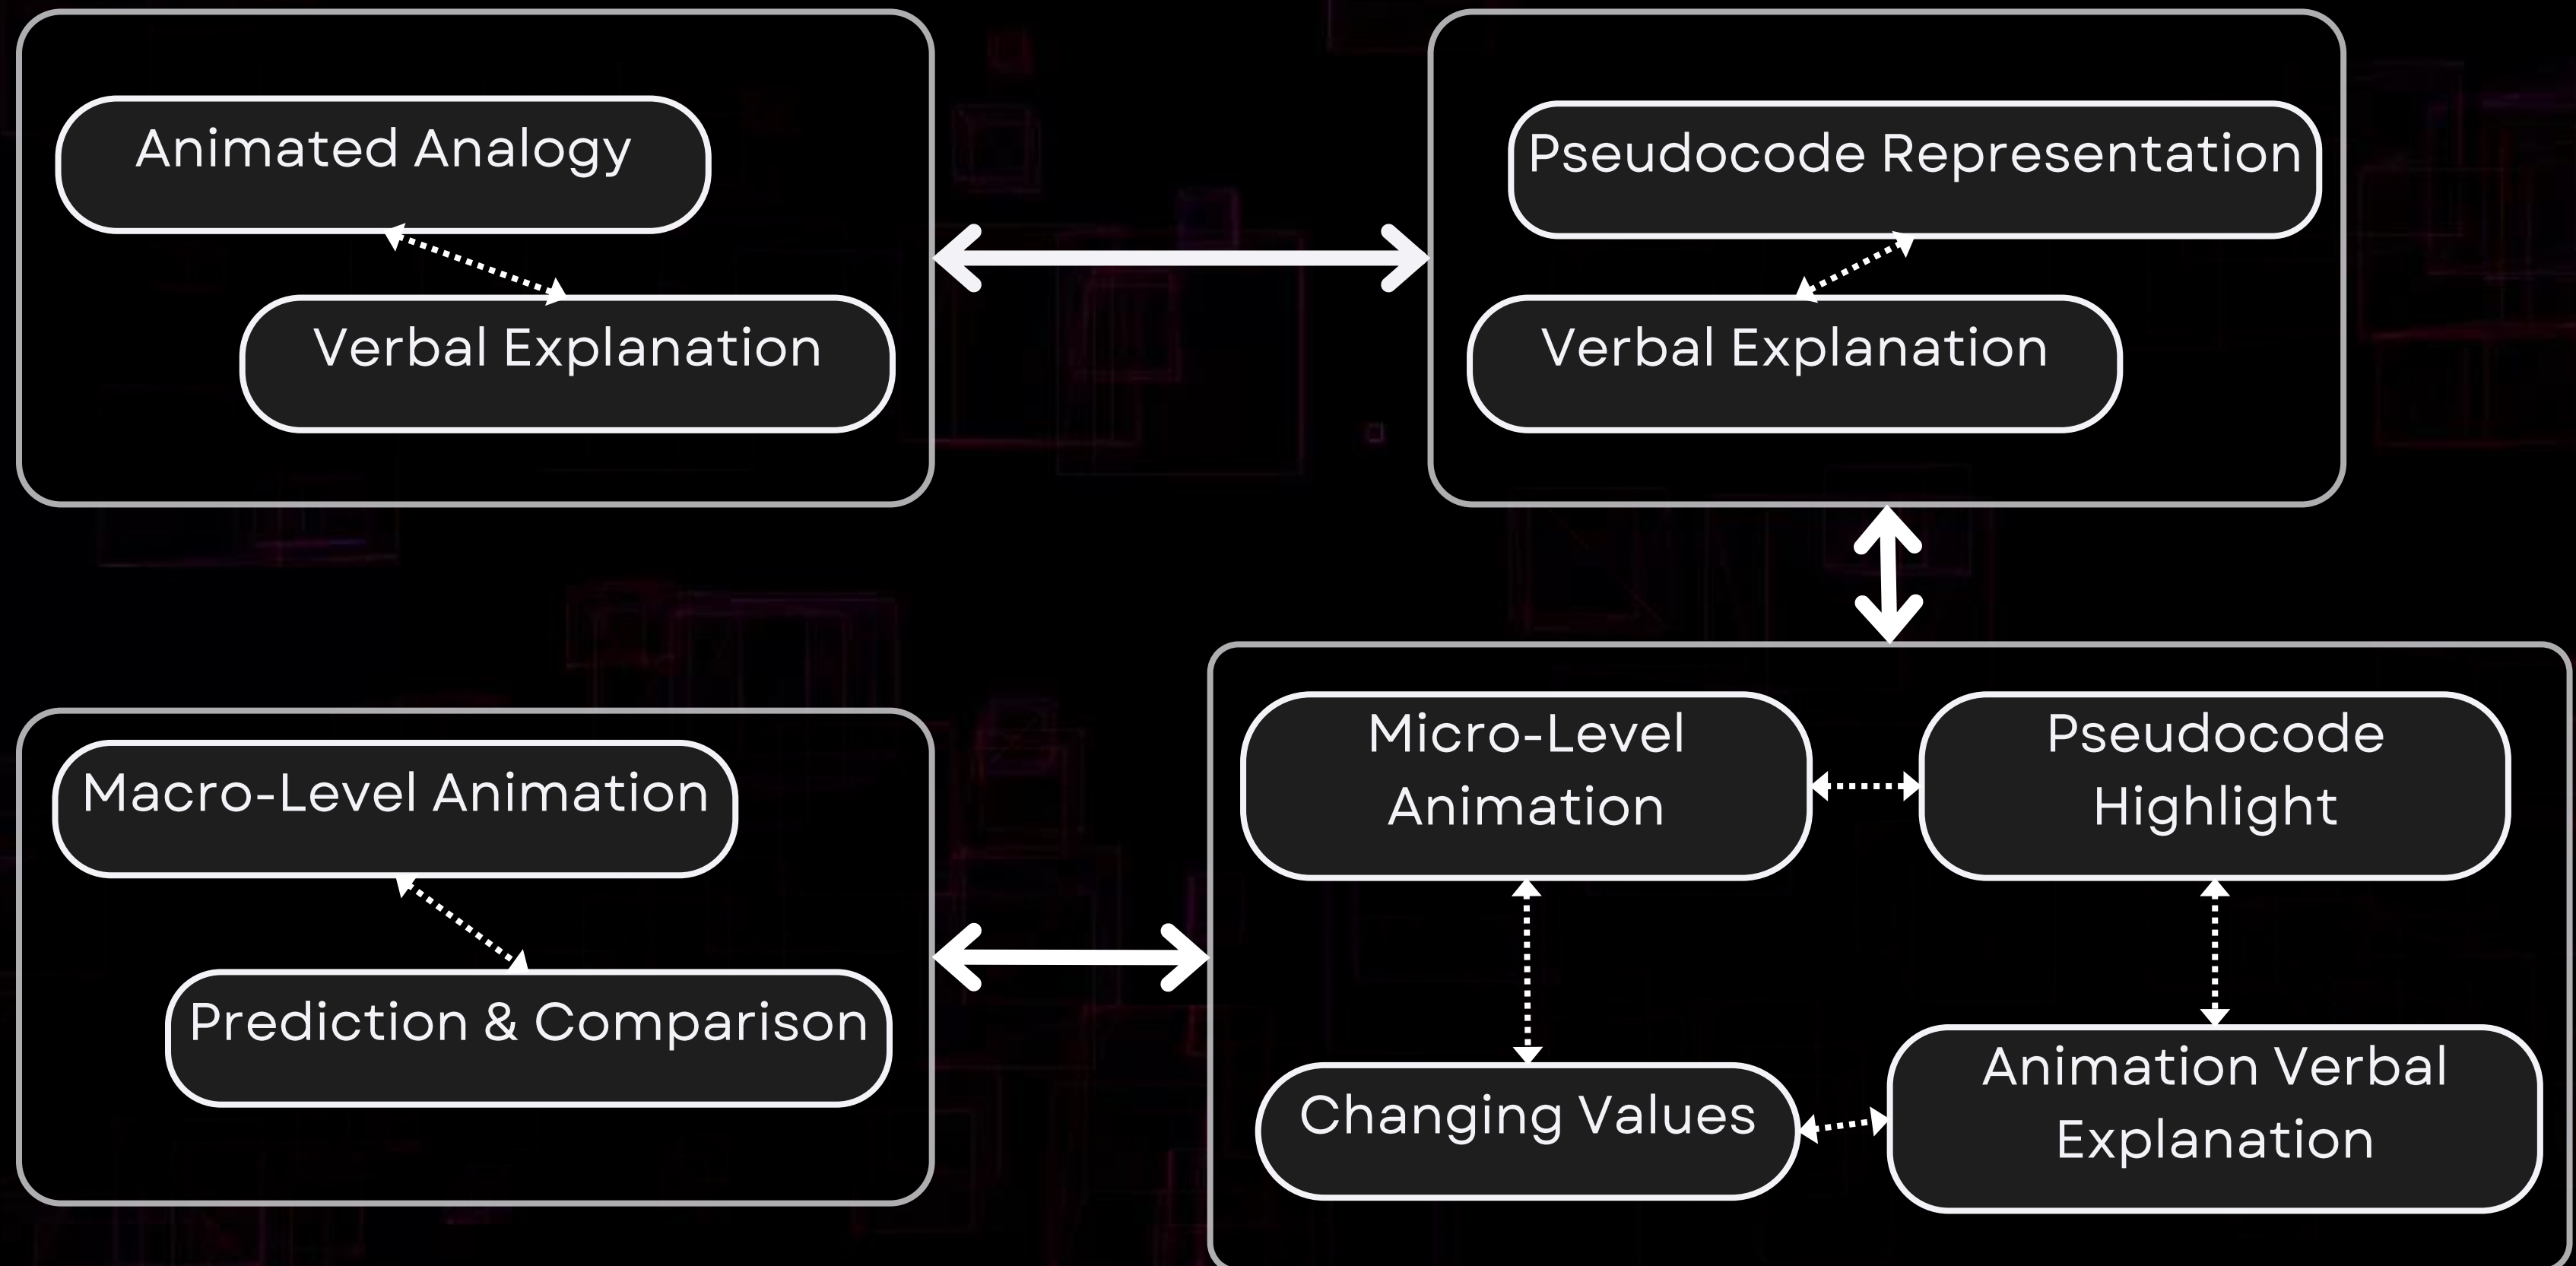 Animated Analogy
Verbal Explanation
Pseudocode Representation
Verbal Explanation
Macro-Level Animation
Prediction & Comparison
Micro-Level
Animation
Pseudocode
Highlight
Changing Values
Animation Verbal
Explanation